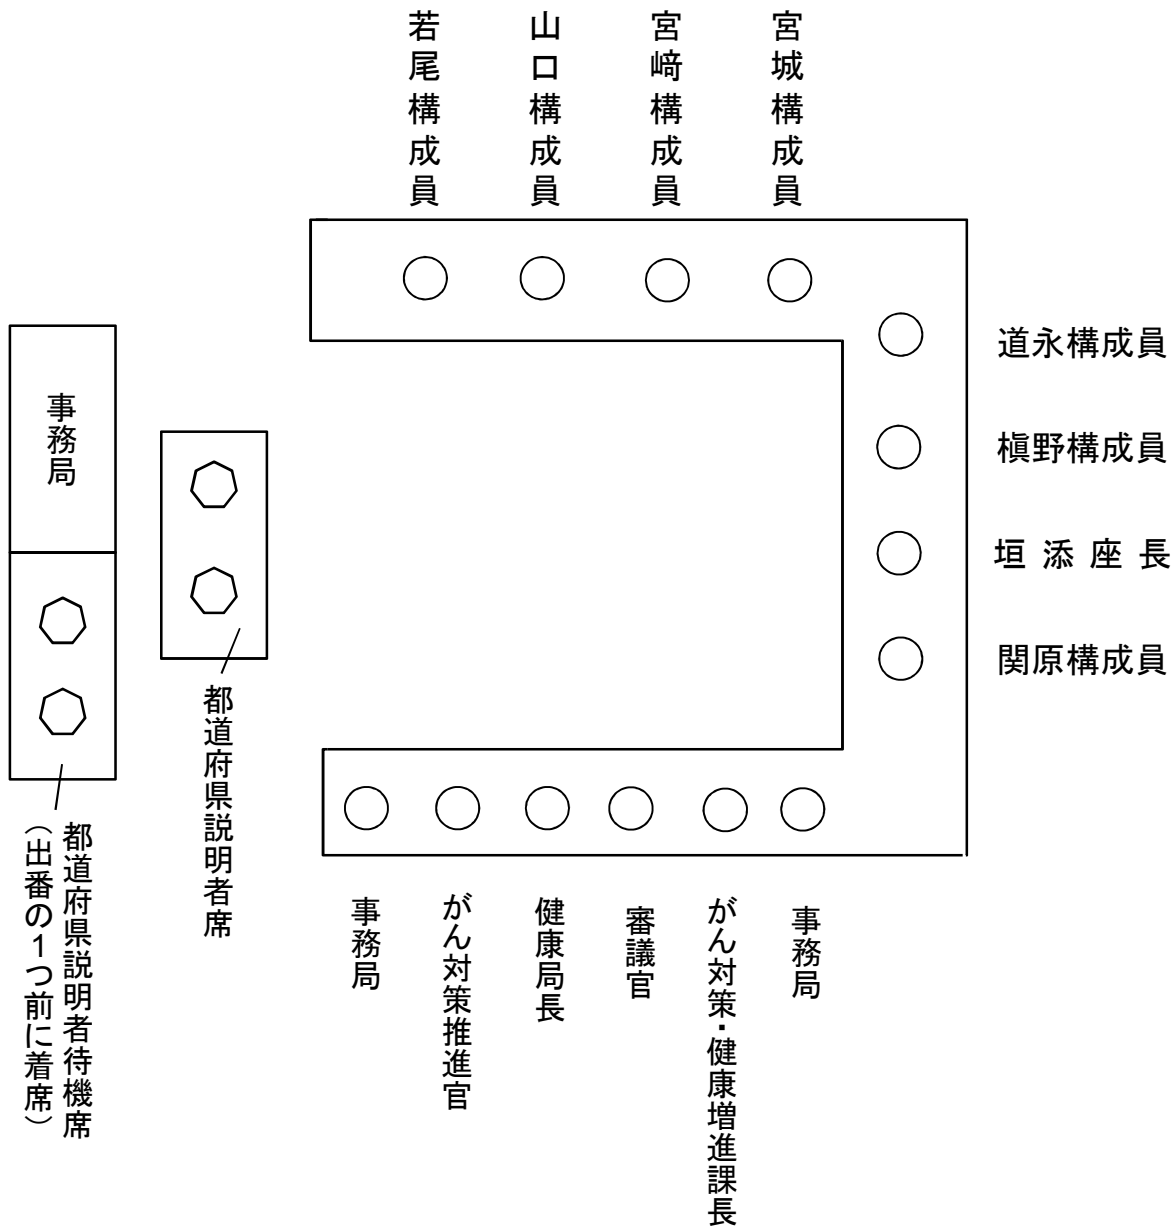 若尾構成員
山口構成員
宮﨑構成員
宮城構成員
道永構成員
槇野構成員
垣添座長
関原構成員
事務局
都道府県説明者席
都道府県説明者待機席
（出番の1つ前に着席）
事務局
がん対策推進官
健康局長
審議官
がん対策・健康増進課長
事務局